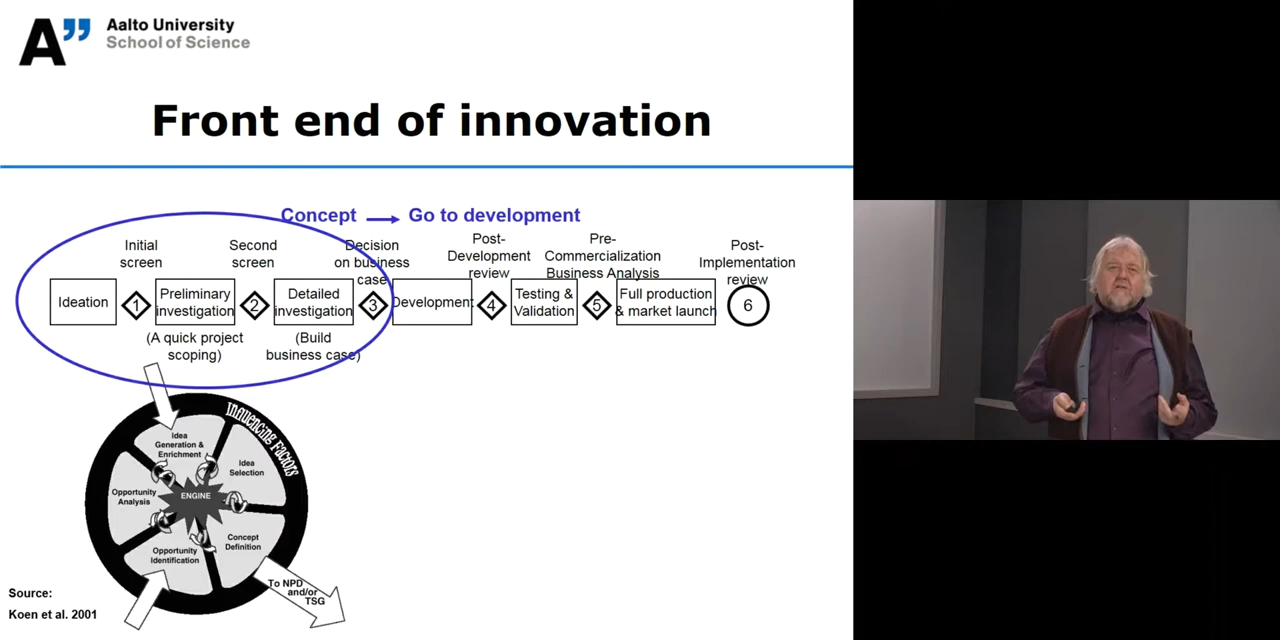 A”
Aalto University
School of Science
Front end of innovation
Concept
Go to development
Initial
screen
Second
screen
Decision
on business
case
Post-
Development
review
Pre-
Commercialization
Business Analysis
Post-
Implementation
review
Ideation
1
Preliminary
investigation
2
Detailed
investigation
3
Development
4
Testing &
Validation
5
Full production
& market launch
6
(A quick project
scoping)
(Build
business case)
Influencing Factors
Idea
Generation &
Enrichment
Idea
Selection
Opportunity
Analysis
ENGINE
Concept
Definition
Opportunity
Identification
To NPD
and/or
TSG
Source:
Koen et al. 2001